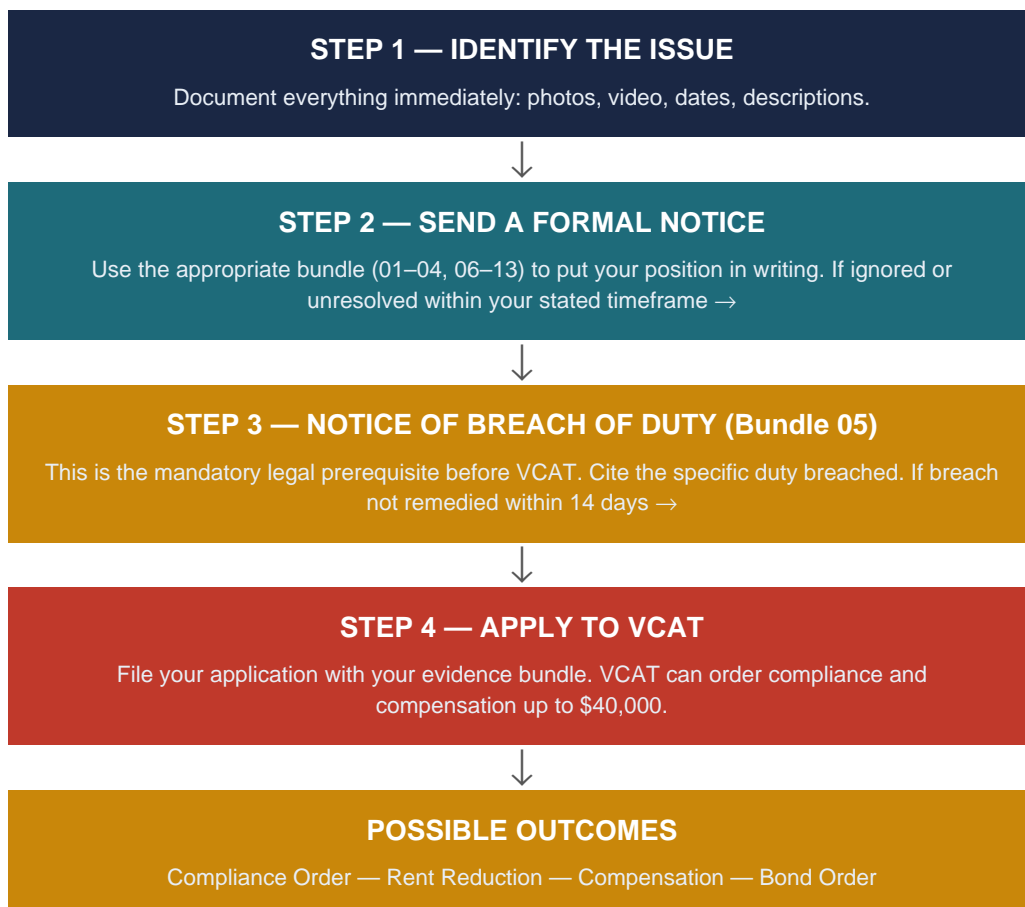 STEP 1 — IDENTIFY THE ISSUE
Document everything immediately: photos, video, dates, descriptions.
STEP 2 — SEND A FORMAL NOTICE
Use the appropriate bundle (01–04, 06–13) to put your position in writing. If ignored or
unresolved within your stated timeframe →
STEP 3 — NOTICE OF BREACH OF DUTY (Bundle 05)
This is the mandatory legal prerequisite before VCAT. Cite the specific duty breached. If breach
not remedied within 14 days →
STEP 4 — APPLY TO VCAT
File your application with your evidence bundle. VCAT can order compliance and
compensation up to $40,000.
POSSIBLE OUTCOMES
Compliance Order — Rent Reduction — Compensation — Bond Order